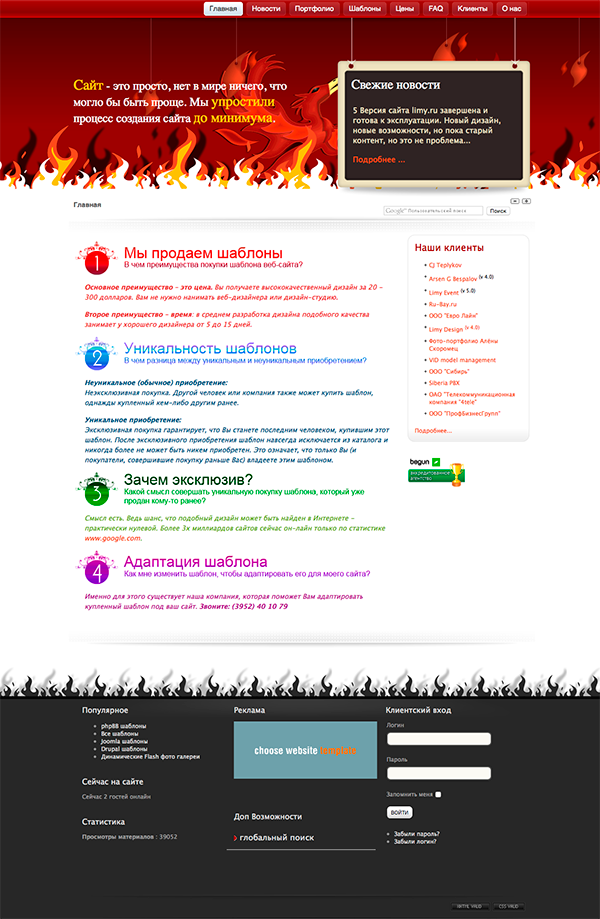 Главная Новости Портфолио Шаблоны Цены FAQ Клиенты О нас
Сайт - это просто, нет в мире ничего, что
могло бы быть проще. Мы упростили
процесс создания сайта до минимума.
Свежие новости
5 Версия сайта limy.ru завершена и
готова к эксплуатации. Новый дизайн,
новые возможности, но пока старый
контент, но это не проблема...
Подробнее ...
Главная
Google™ Пользовательский поиск Поиск
1 Мы продаем шаблоны
В чем преимущества покупки шаблона веб-сайта?
Основное преимущество - это цена. Вы получаете высококачественный дизайн за 20 -
300 долларов. Вам не нужно нанимать веб-дизайнера или дизайн-студию.
Второе преимущество - время: в среднем разработка дизайна подобного качества
занимает у хорошего дизайнера от 5 до 15 дней.
2 Уникальность шаблонов
В чем разница между уникальным и неуникальным приобретением?
Неуникальное (обычное) приобретение:
Неэксклюзивная покупка. Другой человек или компания также может купить шаблон,
однажды купленный кем-либо другим ранее.
Уникальное приобретение:
Эксклюзивная покупка гарантирует, что Вы станете последним человеком, купившим этот
шаблон. После эксклюзивного приобретения шаблон навсегда исключается из каталога и
никогда более не может быть никем приобретен. Это означает, что только Вы (и
покупатели, совершившие покупку раньше Вас) владеете этим шаблоном.
3 Зачем эксклюзив?
Какой смысл совершать уникальную покупку шаблона, который уже
продан кому-то ранее?
Смысл есть. Ведь шанс, что подобный дизайн может быть найден в Интернете -
практически нулевой. Более 3х миллиардов сайтов сейчас он-лайн только по статистике
www.google.com.
4 Адаптация шаблона
Как мне изменить шаблон, чтобы адаптировать его для моего сайта?
Именно для этого существует наша компания, которая поможет Вам адаптировать
купленный шаблон под ваш сайт. Звоните: (3952) 40 10 79
Наши клиенты
CJ Teplykov
Arsen G Bespalov (v 4.0)
Limy Event (v 5.0)
Ru-Bay.ru
ООО "Евро Лайн"
Limy Design (v 4.0)
Фото-портфолио Алёны
Скоромец
VID model management
ООО "Сибирь"
Siberia PBX
ОАО "Телекоммуникационная
компания "4tele"
ООО "ПрофБизнесГрупп"
Подробнее...
begun
аккредитованное
агентство
Популярное
phpBB шаблоны
Все шаблоны
Joomla шаблоны
Drupal шаблоны
Динамические Flash фото галереи
Сейчас на сайте
Сейчас 2 гостей онлайн
Статистика
Просмотры материалов : 39052
Реклама
choose website template
Доп Возможности
глобальный поиск
Клиентский вход
Логин
Пароль
Запомнить меня
ВОЙТИ
Забыли пароль?
Забыли логин?
XHTML VALID CSS VALID